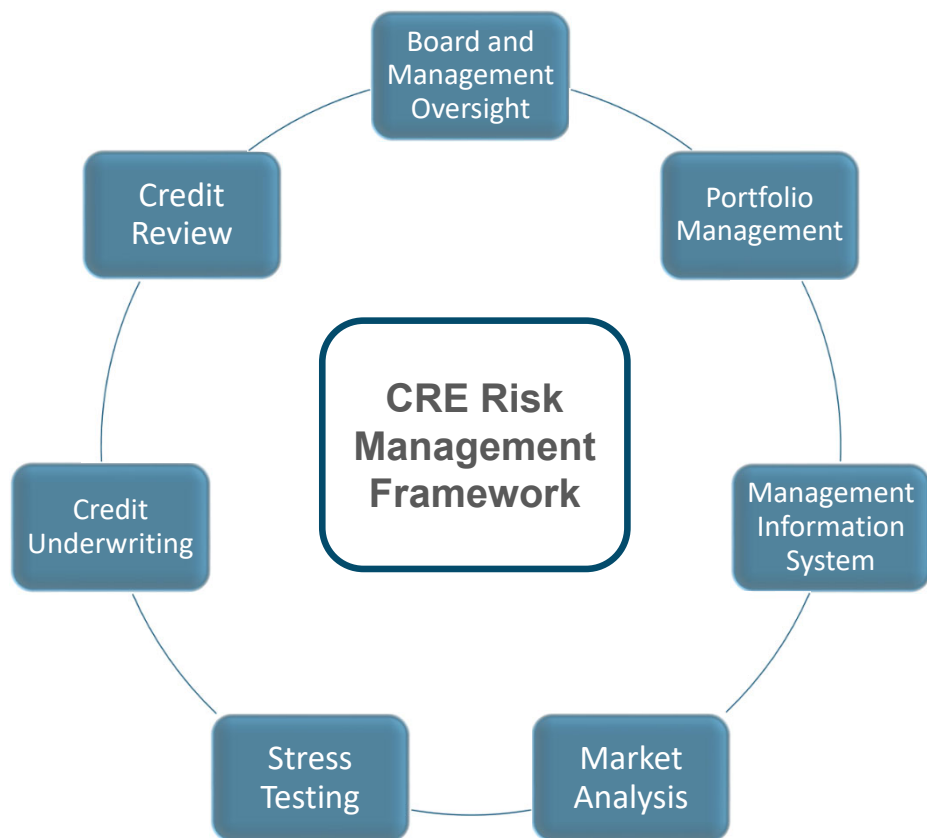 Board and
Management
Oversight
Credit
Review
Portfolio
Management
CRE Risk
Management
Framework
Credit
Underwriting
Management
Information
System
Stress
Testing
Market
Analysis